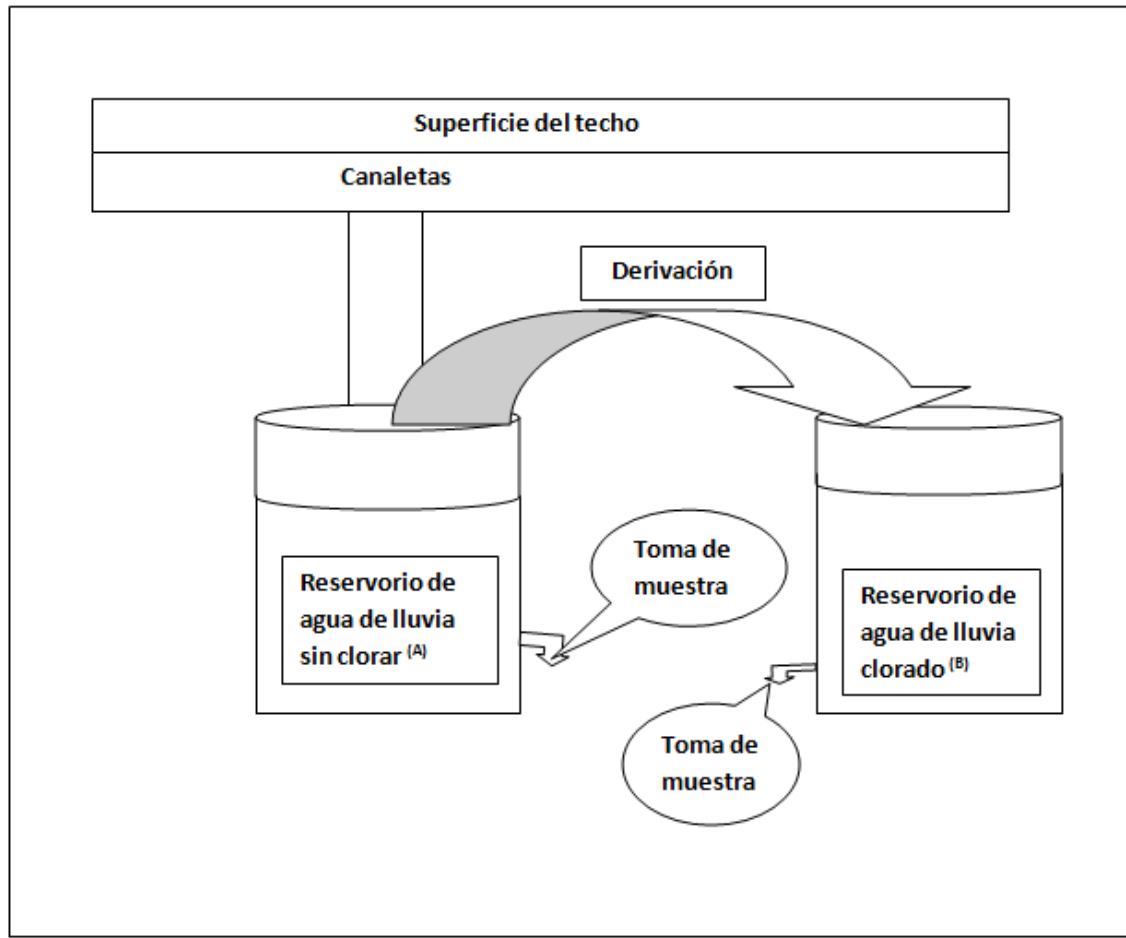 Superficie del techo
Canaletas
Derivación
Toma de
muestra
Reservorio de
agua de lluvia
sin clorar (A)
Reservorio de
agua de lluvia
clorado (B)
Toma de
muestra